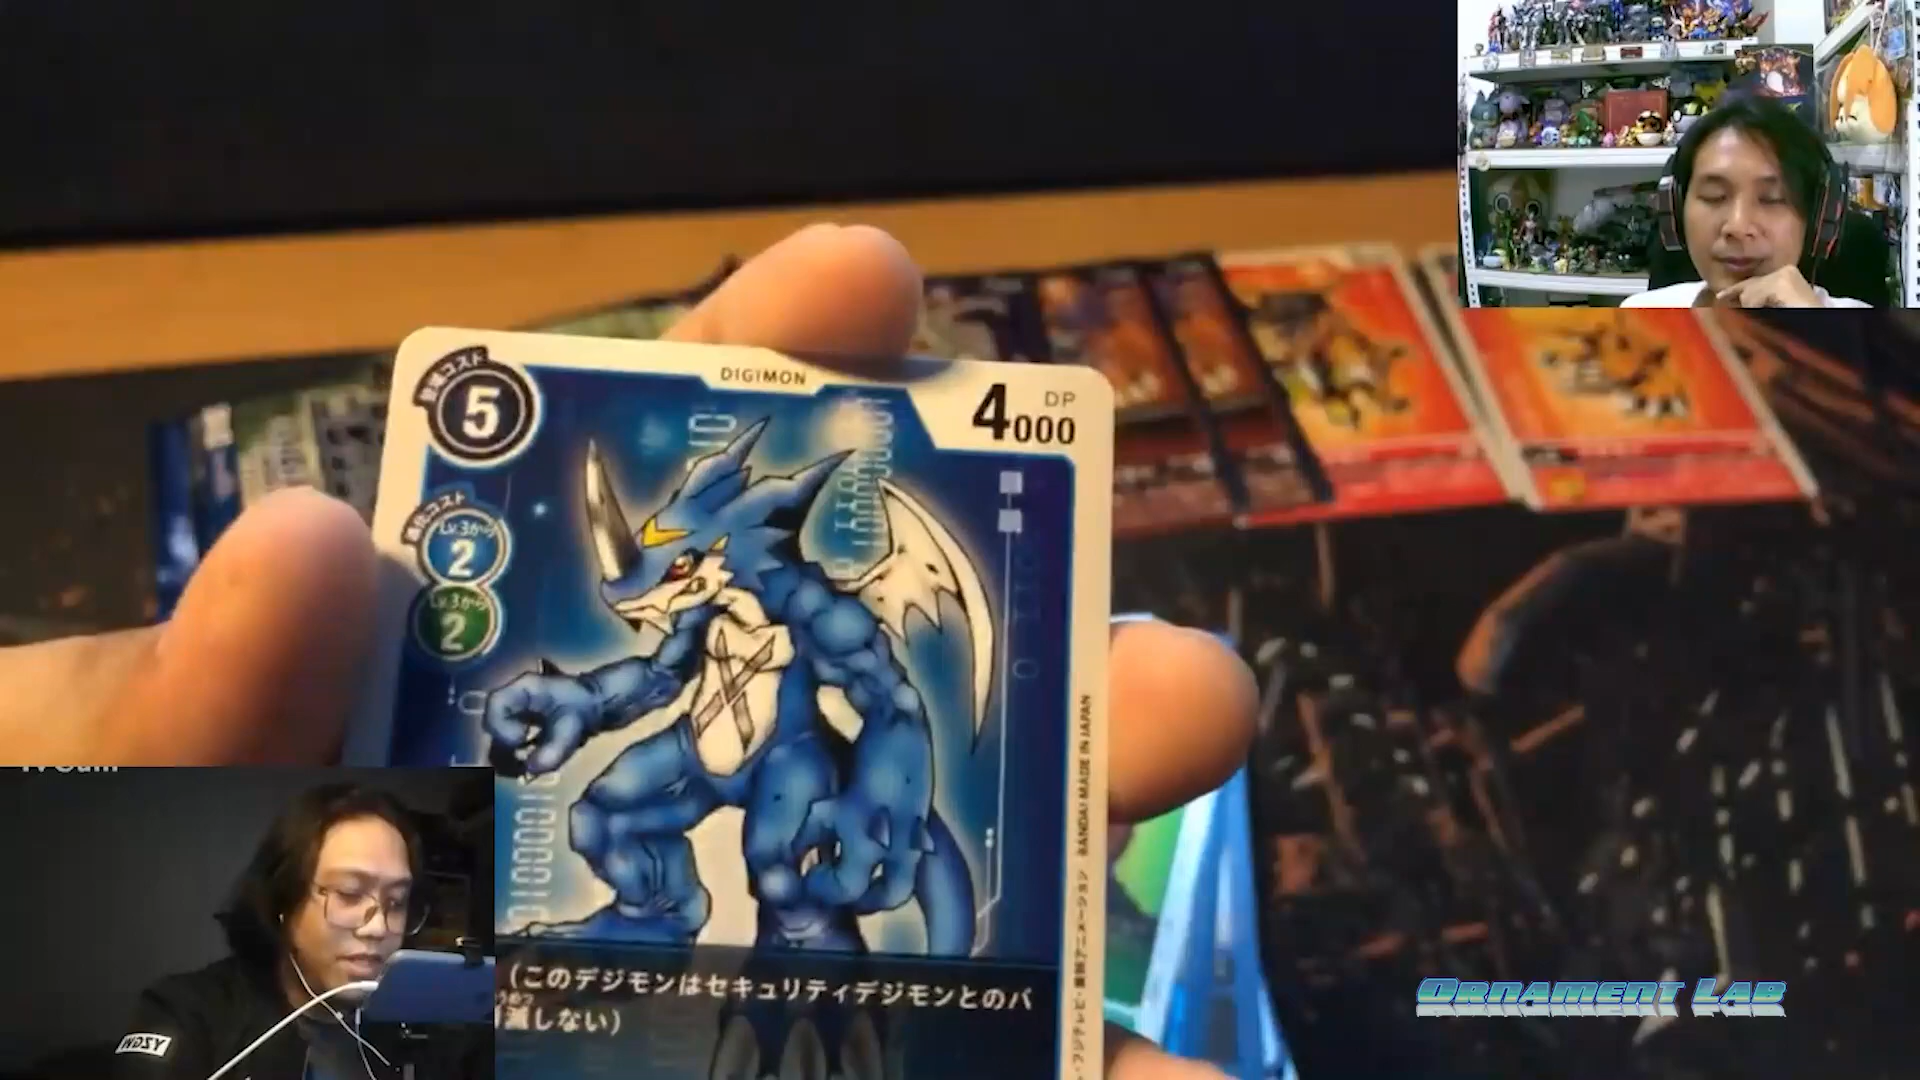 登場コスト
5
DIGIMON
4000
DP
進化コスト
Lv.3から
2
Lv.3から
2
BANDAI MADE IN JAPAN
(このデジモンはセキュリティデジモンとのバ
滅しない)
ORNAMENT LAB